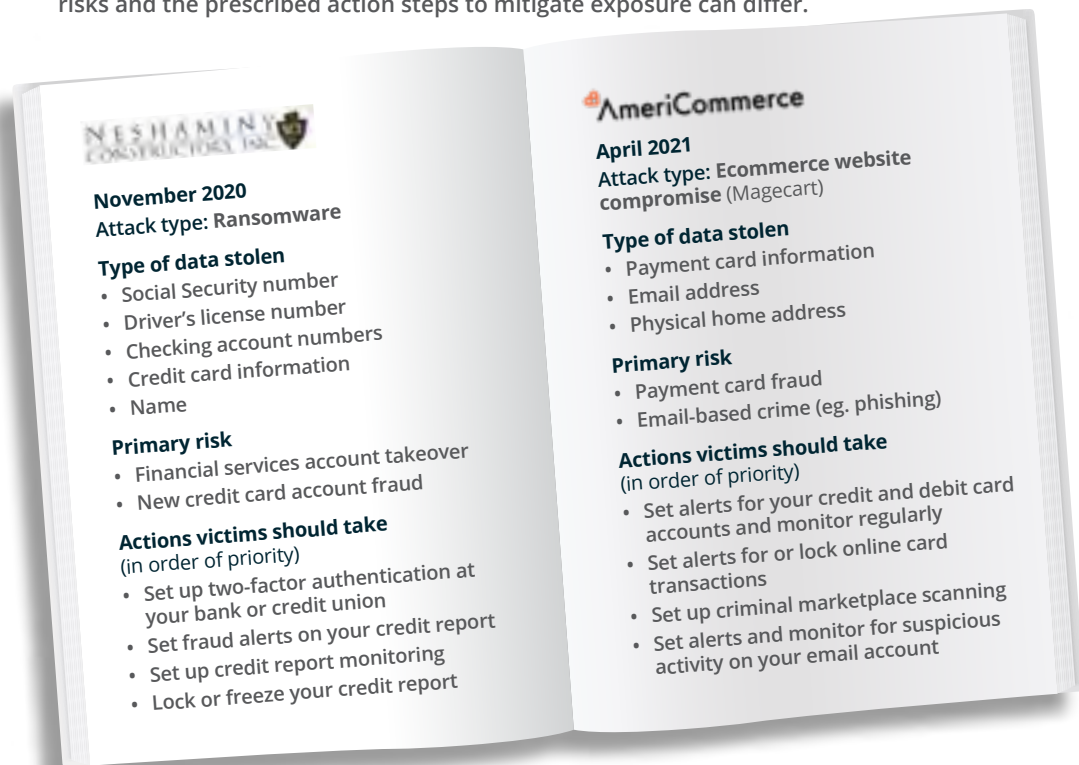 risks and the prescribed action steps to mitigate exposure can differ.
NESHAMINY
CONSTRUCTORS, INC.
November 2020
Attack type: Ransomware
Type of data stolen
• Social Security number
• Driver's license number
• Checking account numbers
• Credit card information
• Name
Primary risk
• Financial services account takeover
• New credit card account fraud
Actions victims should take
(in order of priority)
• Set up two-factor authentication at
your bank or credit union
• Set fraud alerts on your credit report
• Set up credit report monitoring
• Lock or freeze your credit report
AmeriCommerce
April 2021
Attack type: Ecommerce website
compromise (Magecart)
Type of data stolen
• Payment card information
• Email address
• Physical home address
Primary risk
• Payment card fraud
• Email-based crime (eg. phishing)
Actions victims should take
(in order of priority)
• Set alerts for your credit and debit card
accounts and monitor regularly
• Set alerts for or lock online card
transactions
• Set up criminal marketplace scanning
• Set alerts and monitor for suspicious
activity on your email account